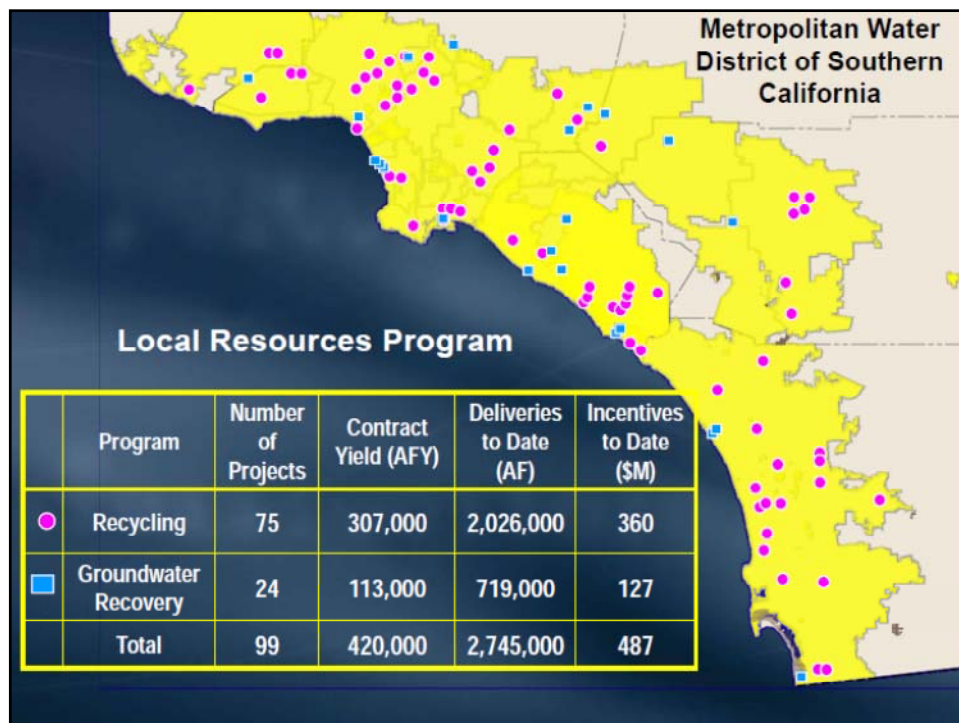 Metropolitan Water
District of Southern
California
Local Resources Program
Program
Number
of
Projects
Contract
Yield (AFY)
Deliveries
to Date
(AF)
Incentives
to Date
($M)
Recycling 75 307,000 2,026,000 360
Groundwater
Recovery
24 113,000 719,000 127
Total 99 420,000 2,745,000 487